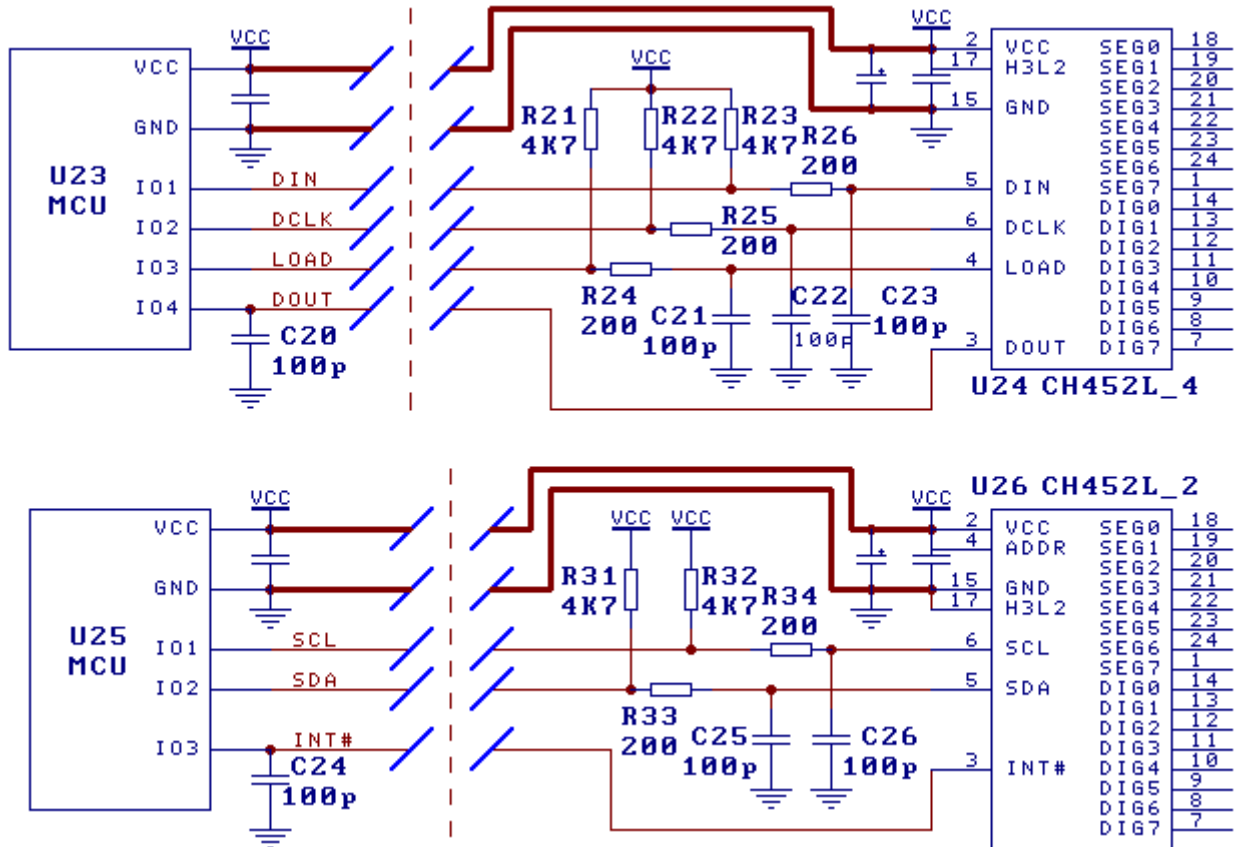 VCC
VCC
VCC
VCC
GND
U23
MCU
IO1
IO2
IO3
IO4
DIN
DCLK
LOAD
DOUT
C20
100p
R21
4K7
R22
4K7
R23
4K7
R26
200
R25
200
R24
200
C21
100p
C22
100p
C23
100p
2
17
15
5
6
4
3
VCC
H3L2
GND
DIN
DCLK
LOAD
DOUT
SEG0
SEG1
SEG2
SEG3
SEG4
SEG5
SEG6
SEG7
DIG0
DIG1
DIG2
DIG3
DIG4
DIG5
DIG6
DIG7
18
19
20
21
22
23
24
1
14
13
12
11
10
9
8
7
U24 CH452L_4
U26 CH452L_2
VCC
VCC
VCC
VCC
VCC
GND
U25
MCU
IO1
IO2
IO3
SCL
SDA
INT#
C24
100p
R31
4K7
R32
4K7
R34
200
R33
200
C25
100p
C26
100p
2
4
15
17
6
5
3
VCC
ADDR
GND
H3L2
SCL
SDA
INT#
SEG0
SEG1
SEG2
SEG3
SEG4
SEG5
SEG6
SEG7
DIG0
DIG1
DIG2
DIG3
DIG4
DIG5
DIG6
DIG7
18
19
20
21
22
23
24
1
14
13
12
11
10
9
8
7